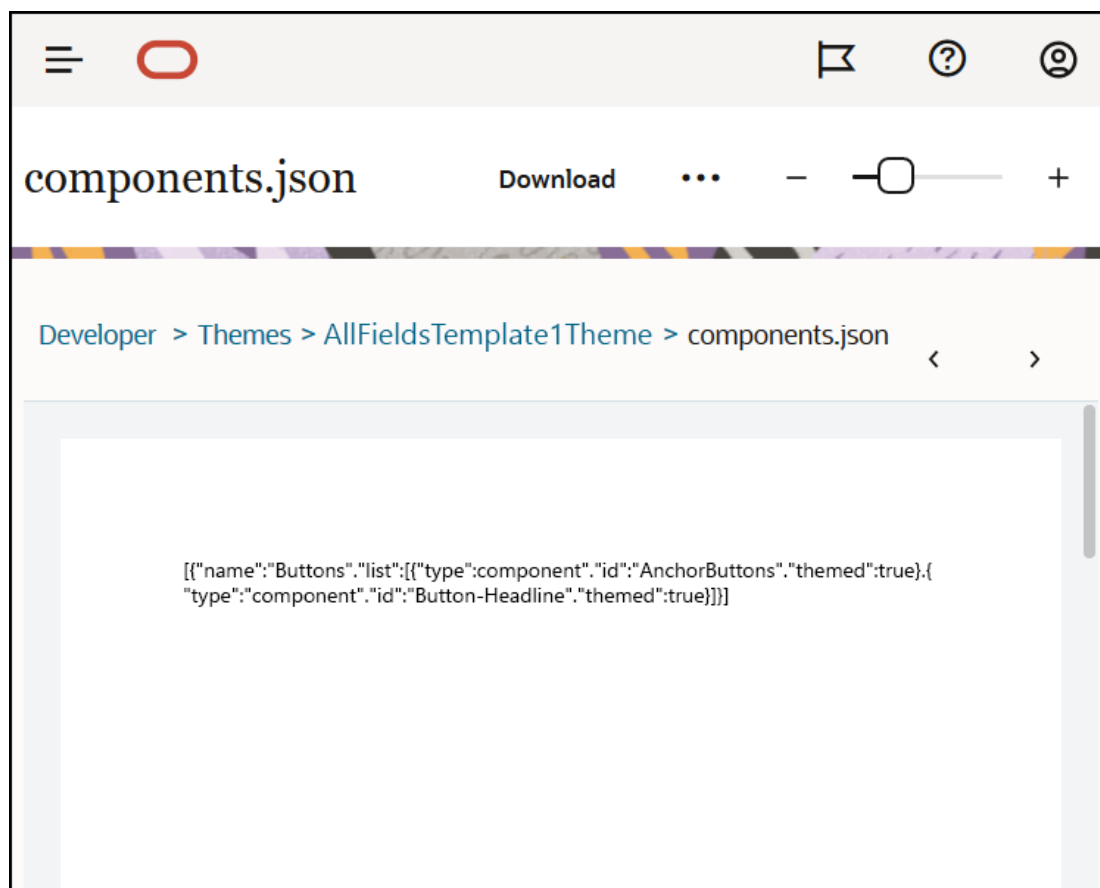 components.json Download
Developer > Themes > AllFieldsTemplate1Theme > components.json
[{"name":"Buttons"."list":[{"type":component"."id":"AnchorButtons"."themed":true}.{
"type":"component"."id":"Button-Headline"."themed":true}]}]